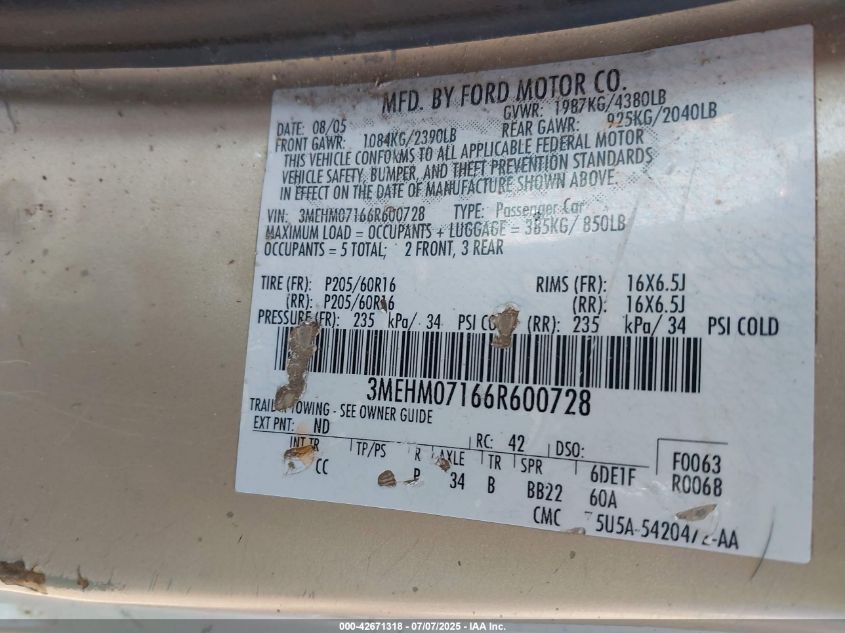 MFD. BY FORD MOTOR CO.
DATE: 08/05 GVWR: 1987KG/4380LB
FRONT GAWR: 1084KG/2390LB REAR GAWR: 925KG/2040LB
THIS VEHICLE CONFORMS TO ALL APPLICABLE FEDERAL MOTOR
VEHICLE SAFETY, BUMPER, AND THEFT PREVENTION STANDARDS
IN EFFECT ON THE DATE OF MANUFACTURE SHOWN ABOVE.
VIN: 3MEHM07166R600728 TYPE: Passenger Car
MAXIMUM LOAD = OCCUPANTS + LUGGAGE = 385KG/ 850LB
OCCUPANTS = 5 TOTAL; 2 FRONT, 3 REAR
TIRE (FR): P205/60R16 RIMS (FR): 16X6.5J
(RR): P205/60R16 (RR): 16X6.5J
PRESSURE (FR): 235 kPa/ 34 PSI (RR): 235 kPa/ 34 PSI COLD
3MEHM07166R600728
TOWING - SEE OWNER GUIDE
EXT PNT: ND RC: 42 DSO:
INT TR TP/PS R AXLE TR SPR 6DE1F F0063
CC P 34 B BB22 60A R0068
CMC 5U5A-5420472-AA
000-42671318 - 07/07/2025 - IAA Inc.